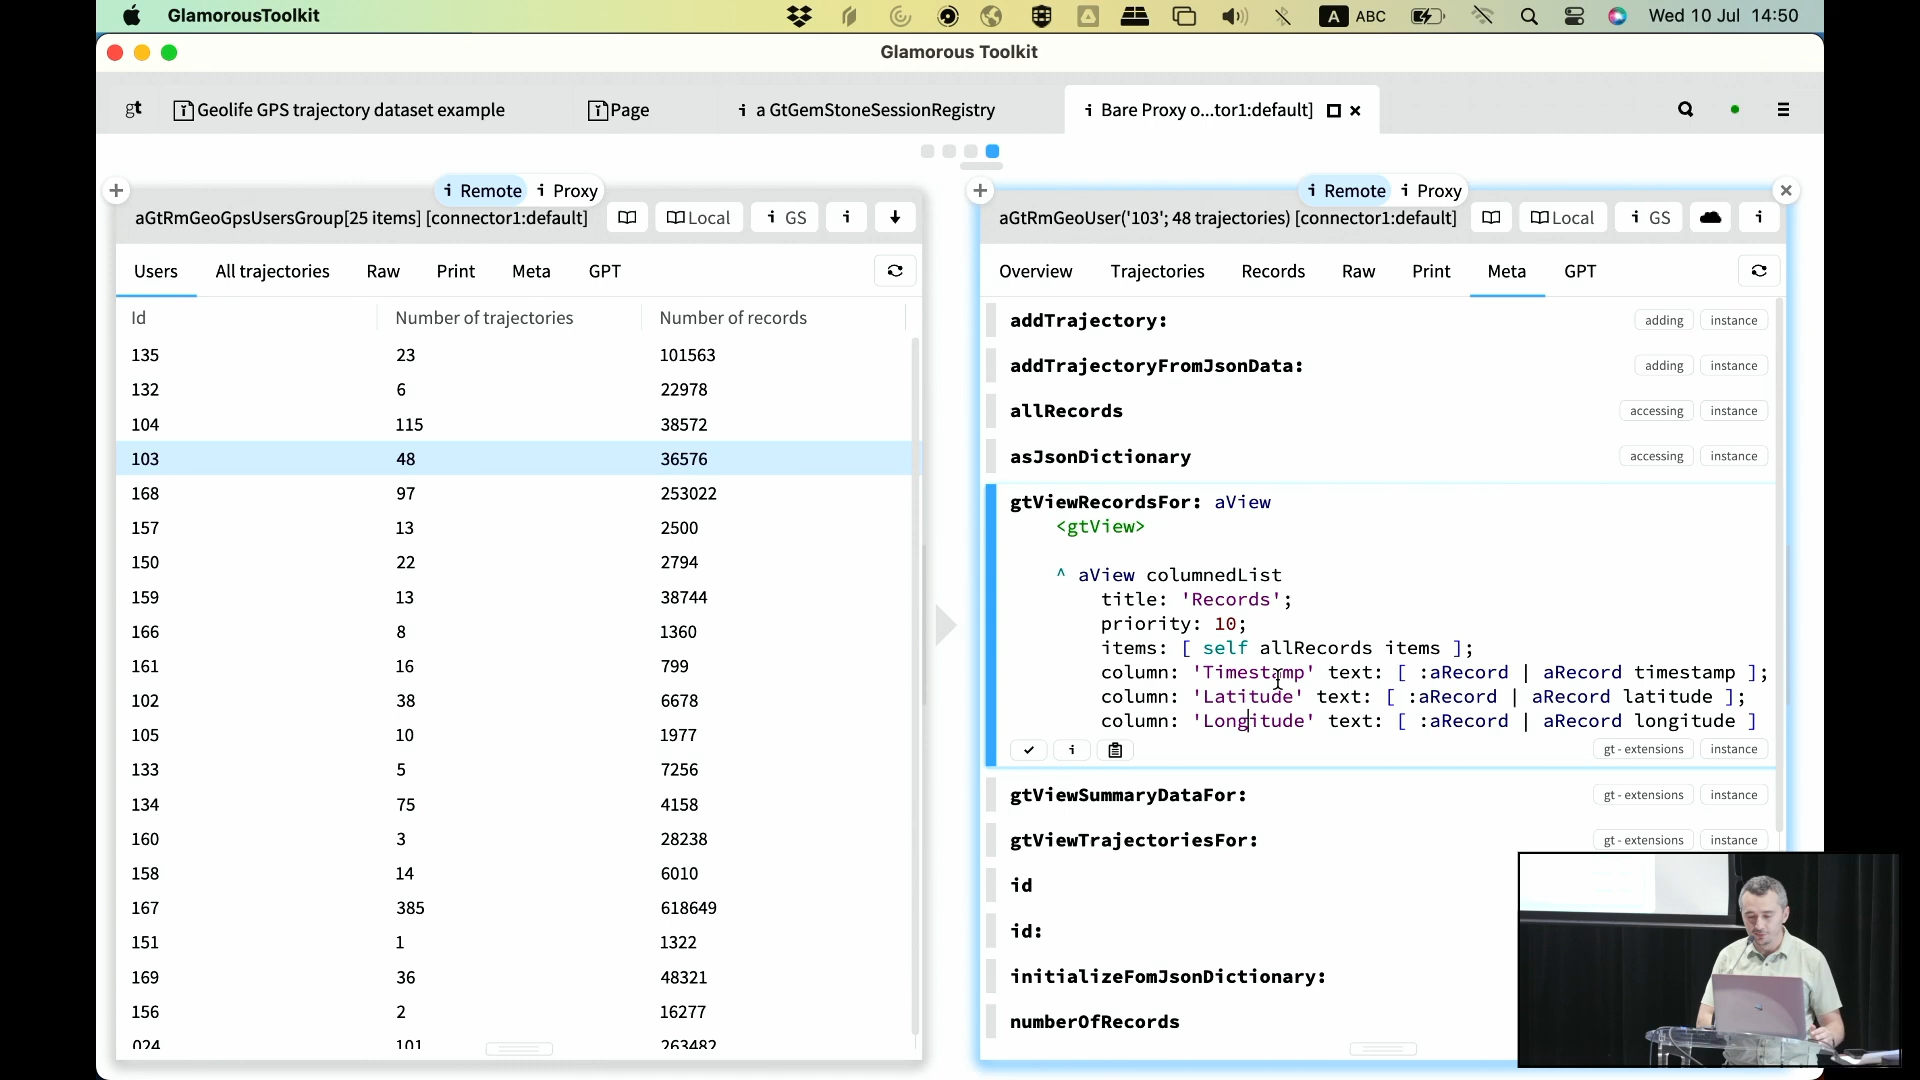 GlamorousToolkit
A ABC
Wed 10 Jul 14:50
Glamorous Toolkit
gt
Geolife GPS trajectory dataset example
Page
i a GtGemStoneSessionRegistry
i Bare Proxy o...tor1:default]
i Remote i Proxy
aGtRmGeoGpsUsersGroup[25 items] [connector1:default]
Local
i GS
i
Users All trajectories Raw Print Meta GPT
Id Number of trajectories Number of records
135 23 101563
132 6 22978
104 115 38572
103 48 36576
168 97 253022
157 13 2500
150 22 2794
159 13 38744
166 8 1360
161 16 799
102 38 6678
105 10 1977
133 5 7256
134 75 4158
160 3 28238
158 14 6010
167 385 618649
151 1 1322
169 36 48321
156 2 16277
024 101 263482
i Remote i Proxy
aGtRmGeoUser('103'; 48 trajectories) [connector1:default]
Local
i GS
i
Overview Trajectories Records Raw Print Meta GPT
addTrajectory: adding instance
addTrajectoryFromJsonData: adding instance
allRecords accessing instance
asJsonDictionary accessing instance
gtViewRecordsFor: aView
<gtView>
^ aView columnedList
title: 'Records';
priority: 10;
items: [ self allRecords items ];
column: 'Timestamp' text: [ :aRecord | aRecord timestamp ];
column: 'Latitude' text: [ :aRecord | aRecord latitude ];
column: 'Longitude' text: [ :aRecord | aRecord longitude ]
i gt - extensions instance
gtViewSummaryDataFor: gt - extensions instance
gtViewTrajectoriesFor: gt - extensions instance
id
id:
initializeFomJsonDictionary:
numberOfRecords